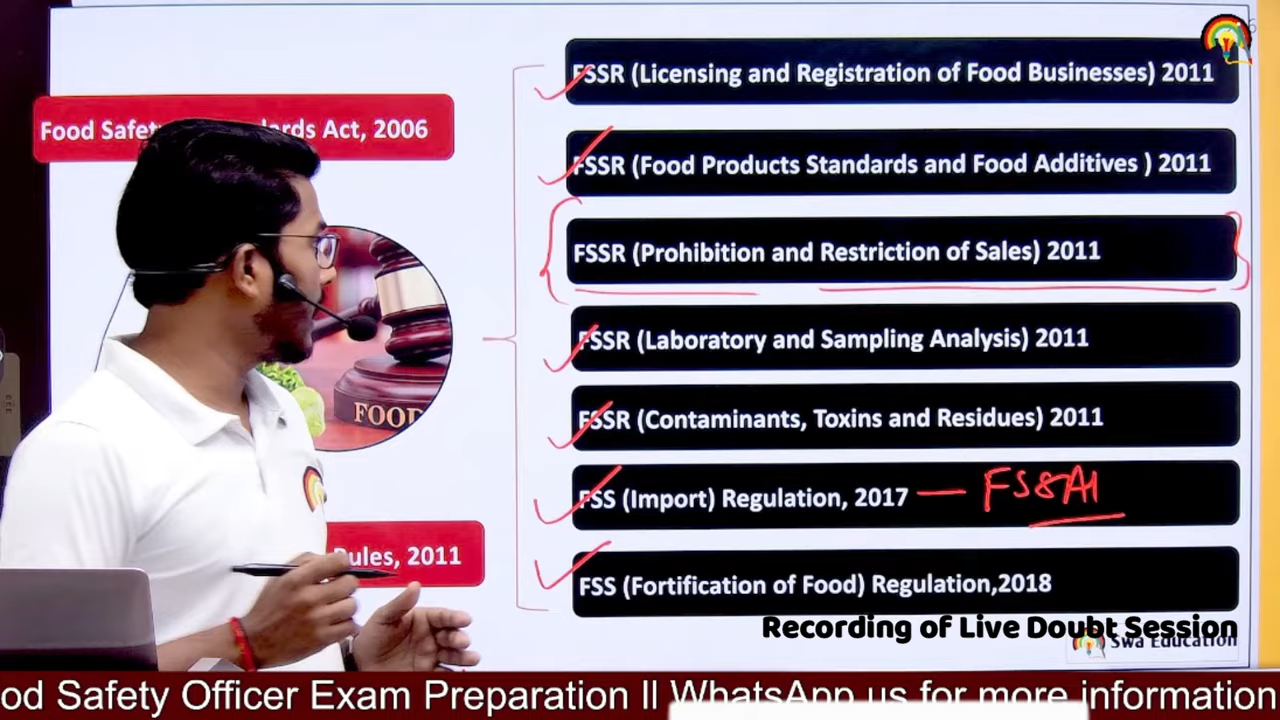 FSSR (Licensing and Registration of Food Businesses) 2011
Food Safety Standards Act, 2006
FSSR (Food Products Standards and Food Additives ) 2011
FSSR (Prohibition and Restriction of Sales) 2011
FSSR (Laboratory and Sampling Analysis) 2011
FSSR (Contaminants, Toxins and Residues) 2011
FSS (Import) Regulation, 2017 — FSSAI
FSS (Fortification of Food) Regulation,2018
FOOD
Rules, 2011
Recording of Live Doubt Session
Swa Education
od Safety Officer Exam Preparation II WhatsApp us for more information